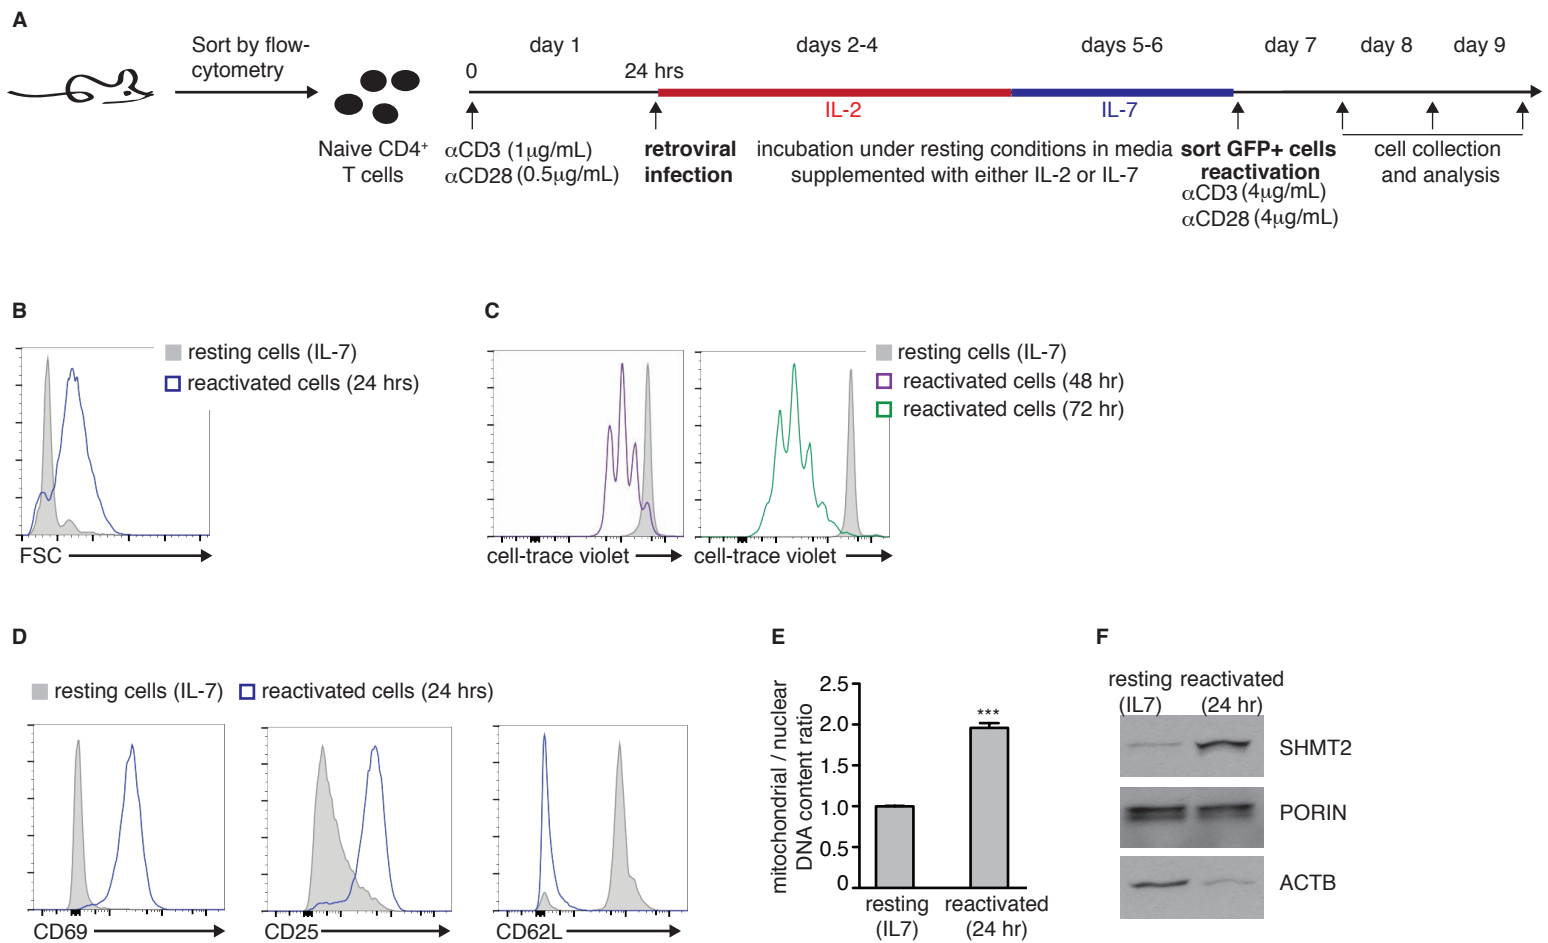 A
Sort by flow-
cytometry
day 1
days 2-4
days 5-6
day 7
day 8
day 9
0
24 hrs
IL-2
IL-7
Naive CD4+
T cells
αCD3 (1μg/mL)
αCD28 (0.5μg/mL)
retroviral
infection
incubation under resting conditions in media
supplemented with either IL-2 or IL-7
sort GFP+ cells
reactivation
αCD3 (4μg/mL)
αCD28 (4μg/mL)
cell collection
and analysis
B
resting cells (IL-7)
reactivated cells (24 hrs)
FSC
C
resting cells (IL-7)
reactivated cells (48 hr)
reactivated cells (72 hr)
cell-trace violet
cell-trace violet
D
resting cells (IL-7)
reactivated cells (24 hrs)
CD69
CD25
CD62L
E
mitochondrial / nuclear
DNA content ratio
2.5
2.0
1.5
1.0
0.5
0
***
resting
(IL7)
reactivated
(24 hr)
F
resting
(IL7)
reactivated
(24 hr)
SHMT2
PORIN
ACTB